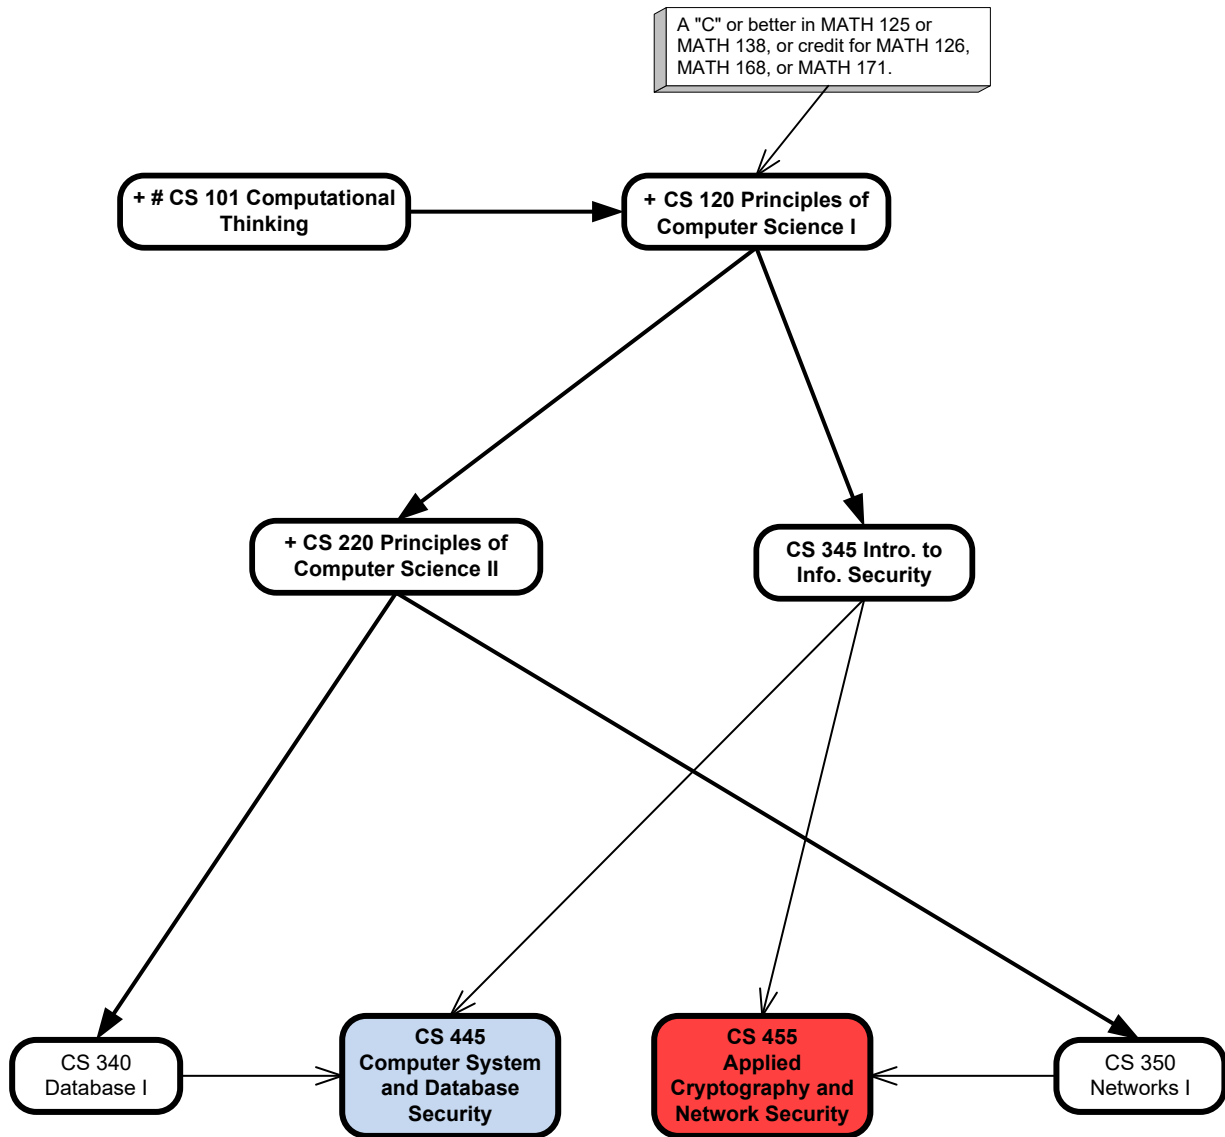 A "C" or better in MATH 125 or
MATH 138, or credit for MATH 126,
MATH 168, or MATH 171.
+ # CS 101 Computational
Thinking
+ CS 120 Principles of
Computer Science I
+ CS 220 Principles of
Computer Science II
CS 345 Intro. to
Info. Security
CS 340
Database I
CS 445
Computer System
and Database
Security
CS 455
Applied
Cryptography and
Network Security
CS 350
Networks I